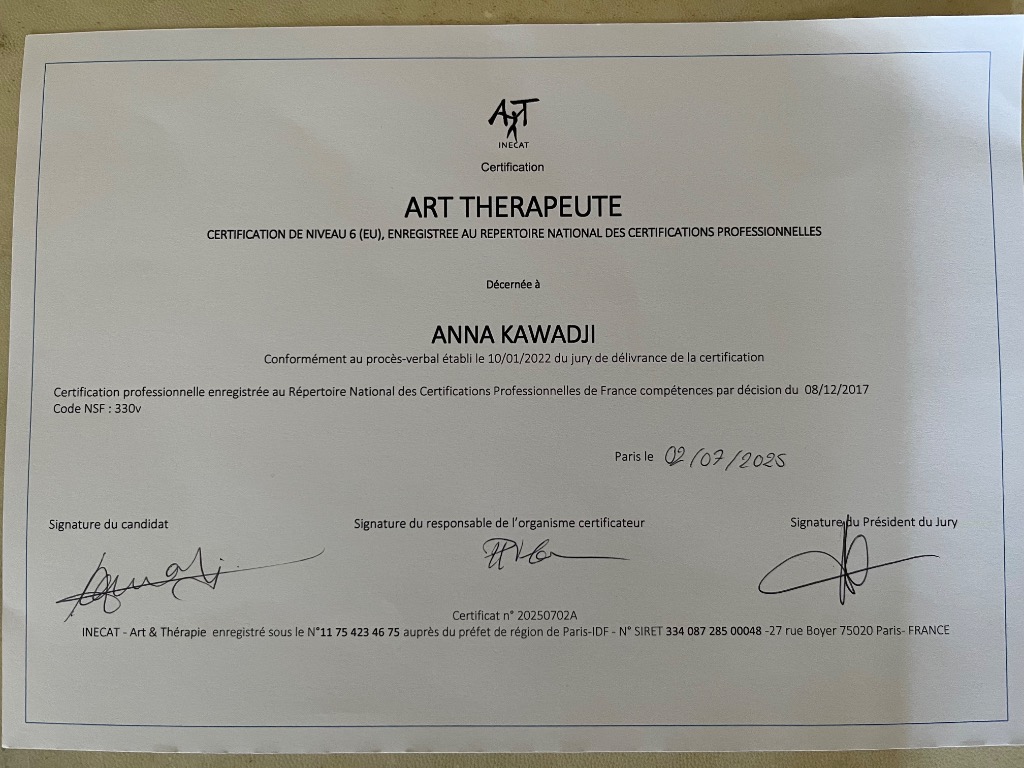 ArT
INECAT
Certification
ART THERAPEUTE
CERTIFICATION DE NIVEAU 6 (EU), ENREGISTREE AU REPERTOIRE NATIONAL DES CERTIFICATIONS PROFESSIONNELLES
Décernée à
ANNA KAWADJI
Conformément au procès-verbal établi le 10/01/2022 du jury de délivrance de la certification
Certification professionnelle enregistrée au Répertoire National des Certifications Professionnelles de France compétences par décision du 08/12/2017
Code NSF : 330v
Paris le 02/07/2025
Signature du candidat
Signature du responsable de l'organisme certificateur
Signature du Président du Jury
Certificat n° 20250702A
INECAT - Art & Thérapie enregistré sous le N°11 75 423 46 75 auprès du préfet de région de Paris-IDF - N° SIRET 334 087 285 00048 -27 rue Boyer 75020 Paris- FRANCE